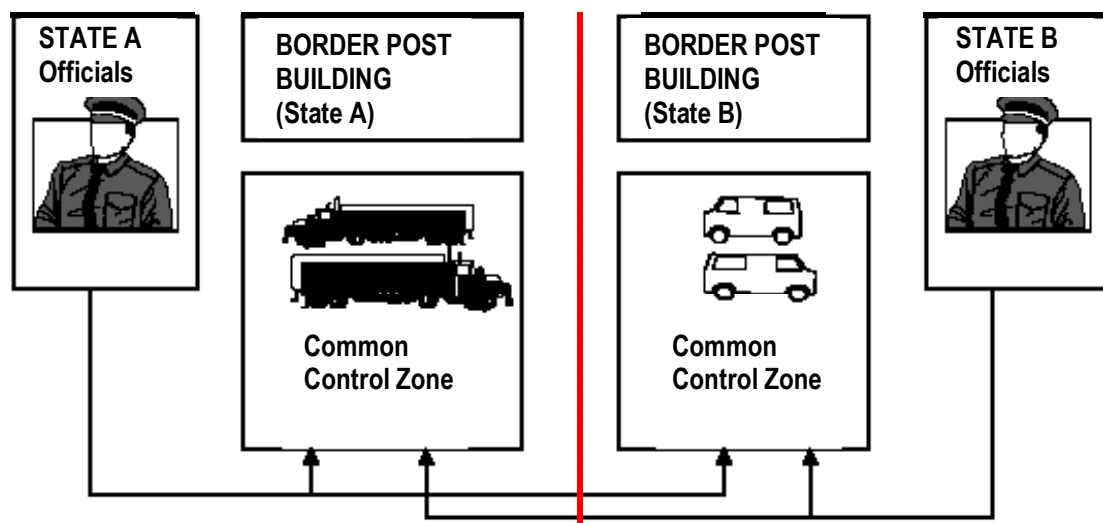 STATE A
Officials
BORDER POST
BUILDING
(State A)
BORDER POST
BUILDING
(State B)
STATE B
Officials
Common
Control Zone
Common
Control Zone